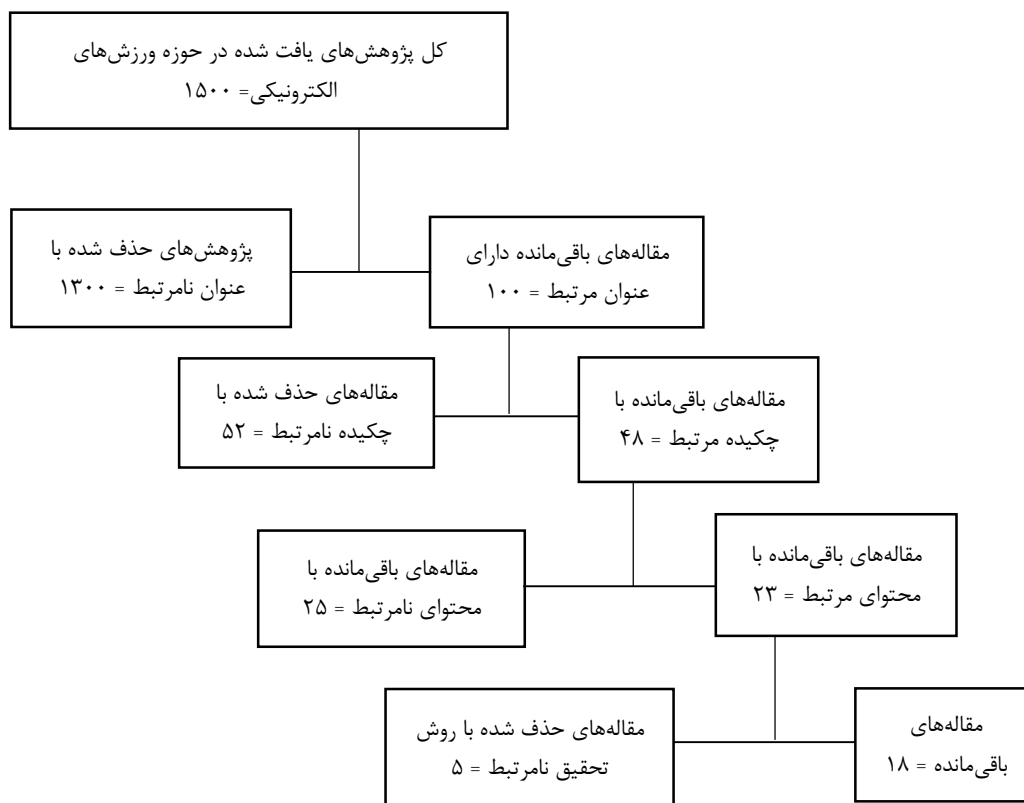 کل پژوهش‌های یافت شده در حوزه ورزش‌های
الکترونیکی= ۱۵۰۰
مقاله‌های باقی‌مانده دارای
عنوان مرتبط = ۱۰۰
پژوهش‌های حذف شده با
عنوان نامرتبط = ۱۳۰۰
مقاله‌های باقی‌مانده با
چکیده مرتبط = ۴۸
مقاله‌های حذف شده با
چکیده نامرتبط = ۵۲
مقاله‌های باقی‌مانده با
محتوای مرتبط = ۲۳
مقاله‌های باقی‌مانده با
محتوای نامرتبط = ۲۵
مقاله‌های
باقی‌مانده = ۱۸
مقاله‌های حذف شده با روش
تحقیق نامرتبط = ۵